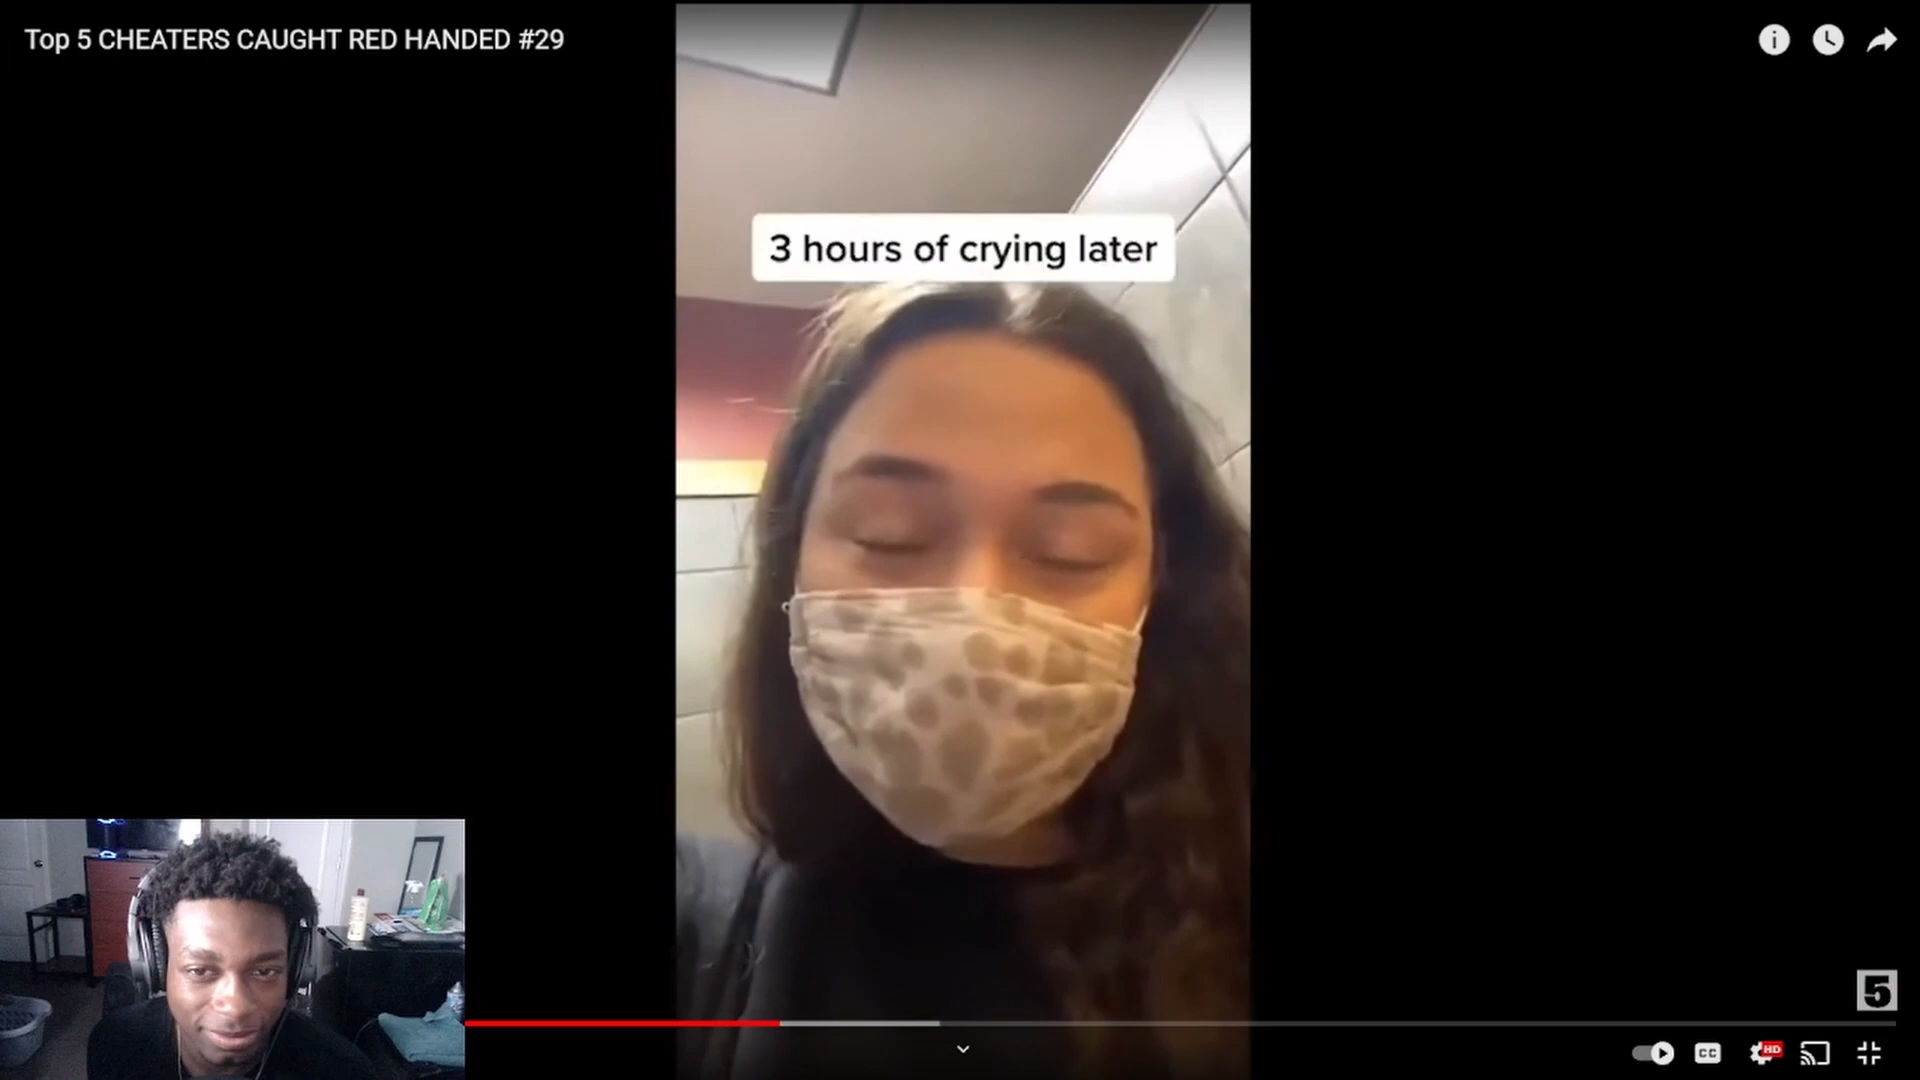 Top 5 CHEATERS CAUGHT RED HANDED #29
3 hours of crying later
5
CC
HD